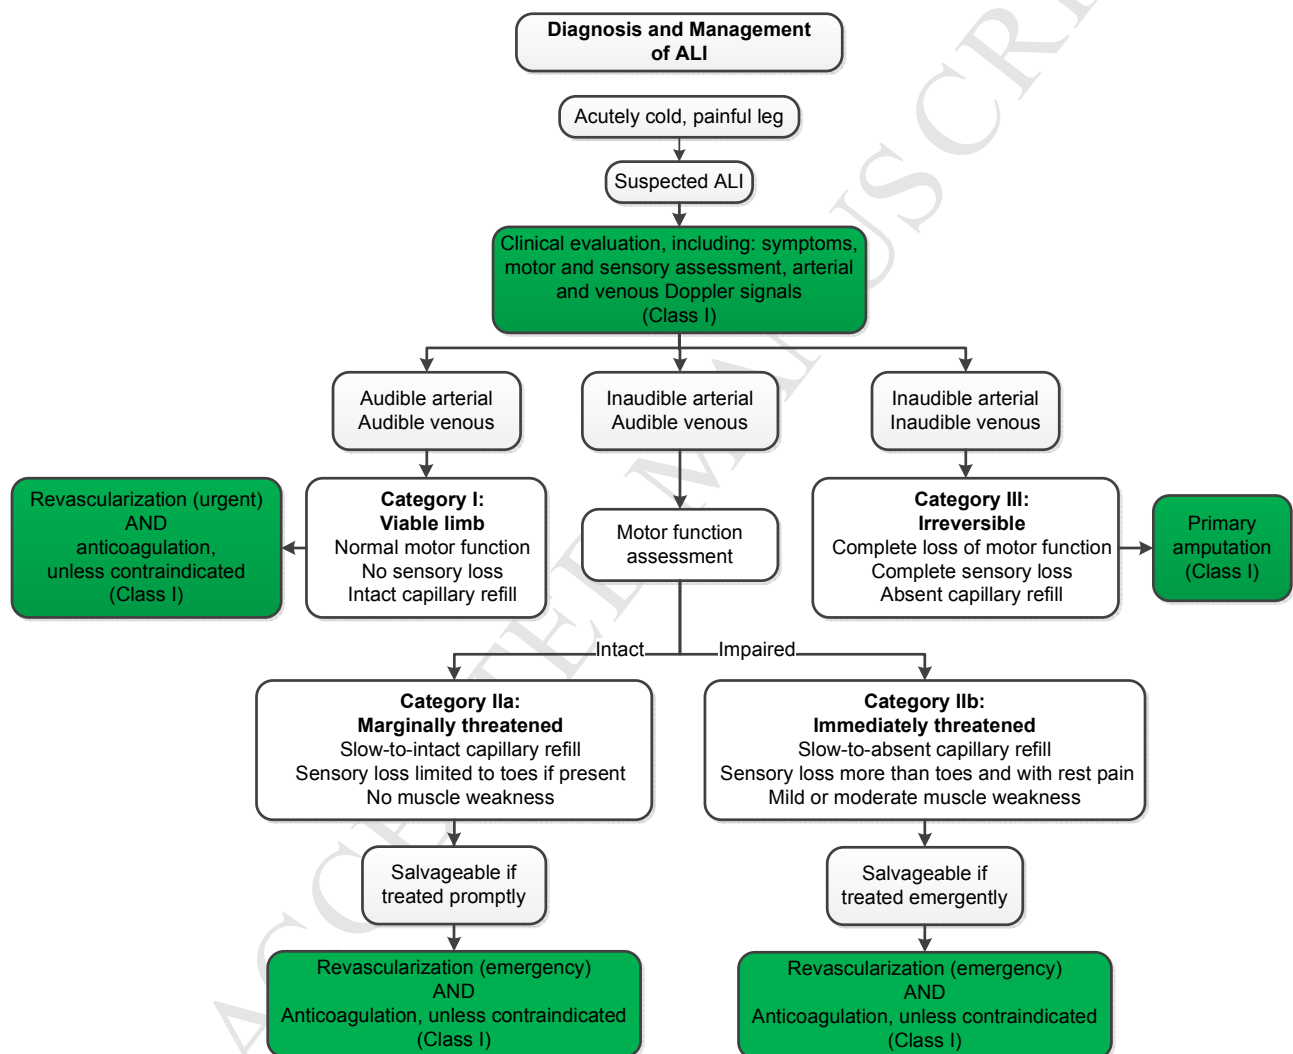 Diagnosis and Management
of ALI
Acutely cold, painful leg
Suspected ALI
Clinical evaluation, including: symptoms,
motor and sensory assessment, arterial
and venous Doppler signals
(Class I)
Audible arterial
Audible venous
Inaudible arterial
Audible venous
Inaudible arterial
Inaudible venous
Revascularization (urgent)
AND
anticoagulation,
unless contraindicated
(Class I)
Category I:
Viable limb
Normal motor function
No sensory loss
Intact capillary refill
Motor function
assessment
Category III:
Irreversible
Complete loss of motor function
Complete sensory loss
Absent capillary refill
Primary
amputation
(Class I)
Intact
Impaired
Category IIa:
Marginally threatened
Slow-to-intact capillary refill
Sensory loss limited to toes if present
No muscle weakness
Category IIb:
Immediately threatened
Slow-to-absent capillary refill
Sensory loss more than toes and with rest pain
Mild or moderate muscle weakness
Salvageable if
treated promptly
Salvageable if
treated emergently
Revascularization (emergency)
AND
Anticoagulation, unless contraindicated
(Class I)
Revascularization (emergency)
AND
Anticoagulation, unless contraindicated
(Class I)